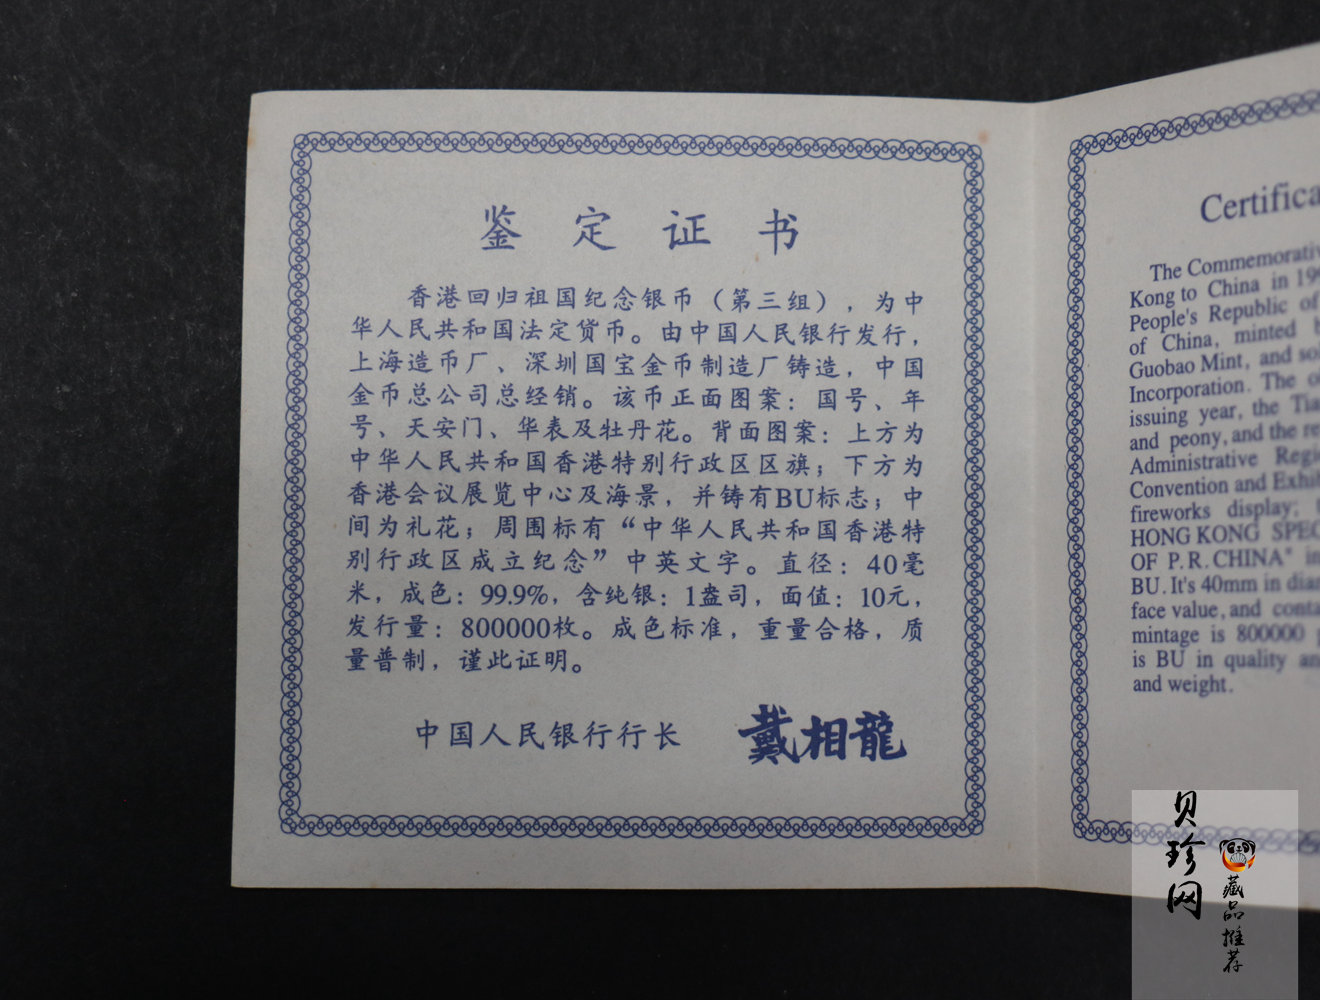 鉴定证书
香港回归祖国纪念银币（第三组），为中
华人民共和国法定货币。由中国人民银行发行，
上海造币厂、深圳国宝金币制造厂铸造，中国
金币总公司总经销。该币正面图案：国号、年
号、天安门、华表及牡丹花。背面图案：上方为
中华人民共和国香港特别行政区区旗；下方为
香港会议展览中心及海景，并铸有BU标志；中
间为礼花；周围标有“中华人民共和国香港特
别行政区成立纪念”中英文字。直径：40毫
米，成色：99.9%，含纯银：1盎司，面值：10元，
发行量：800000枚。成色标准，重量合格，质
量普制，谨此证明。
中国人民银行行长 戴相龍
The Commemorativ
Kong to China in 199
People's Republic of
of China, minted
Guobao Mint, and so
Incorporation. The o
issuing year, the Tia
and peony, and the re
Administrative Regi
Convention and Exhi
fireworks display;
HONG KONG SPEC
OF P.R. CHINA" in
BU. It's 40mm in dia
face value, and conta
mintage is 800000
is BU in quality an
and weight.
Certifica
贝珍网
藏品推荐